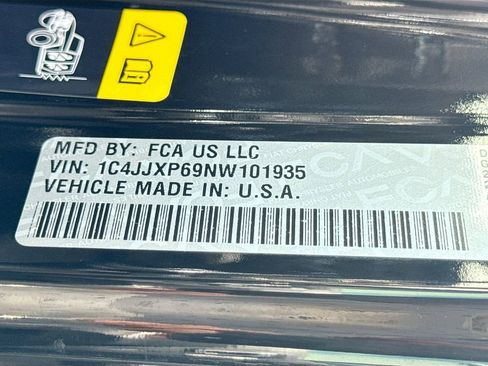 MFD BY: FCA US LLC
VIN: 1C4JJXP69NW101935
VEHICLE MADE IN: U.S.A.